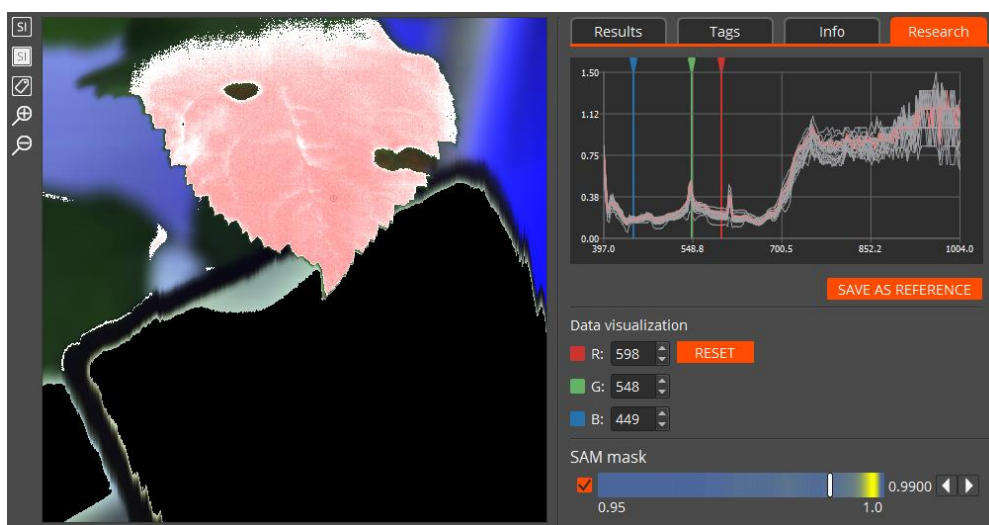 SI
SI
Results Tags Info Research
1.50
1.12
0.75
0.38
0.00
397.0 548.8 700.5 852.2 1004.0
SAVE AS REFERENCE
Data visualization
R: 598 RESET
G: 548
B: 449
SAM mask
0.9900
0.95 1.0